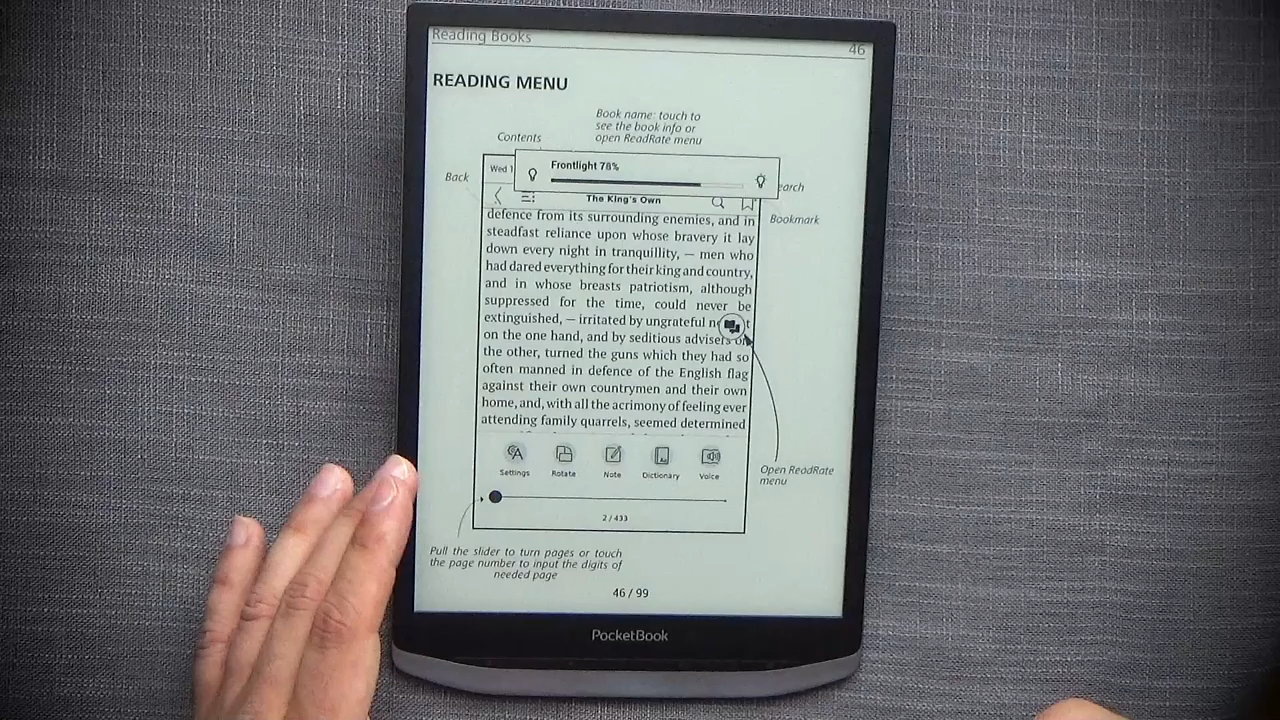 Reading Books 46
READING MENU
Book name: touch to
see the book info or
open ReadRate menu
Contents
Frontlight 78%
Wed 1
Back
earch
The King's Own
Bookmark
defence from its surrounding enemies, and in
steadfast reliance upon whose bravery it lay
down every night in tranquillity, — men who
had dared everything for their king and country,
and in whose breasts patriotism, although
suppressed for the time, could never be
extinguished, — irritated by ungrateful
on the one hand, and by seditious advisers on
the other, turned the guns which they had so
often manned in defence of the English flag
against their own countrymen and their own
home, and, with all the acrimony of feeling ever
attending family quarrels, seemed determined
Settings Rotate Note Dictionary Voice
Open ReadRate
menu
2 / 433
Pull the slider to turn pages or touch
the page number to input the digits of
needed page
46 / 99
PocketBook